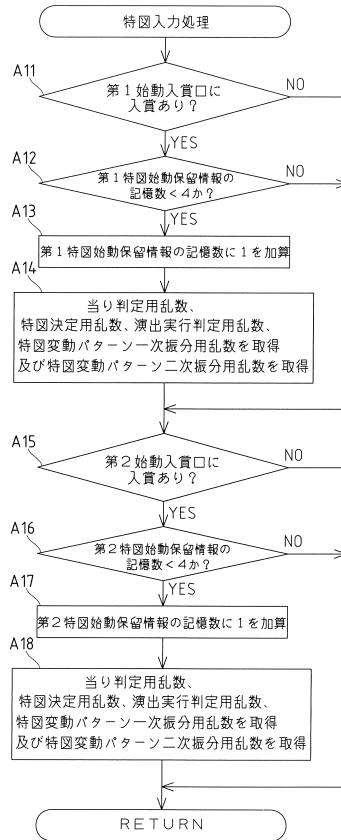 特図入力処理
A11
第1始動入賞口に
入賞あり?
NO
YES
A12
第1特図始動保留情報の
記憶数<4か?
NO
YES
A13
第1特図始動保留情報の記憶数に1を加算
A14
当り判定用乱数、
特図決定用乱数、演出実行判定用乱数、
特図変動パターン一次振分用乱数を取得
及び特図変動パターン二次振分用乱数を取得
A15
第2始動入賞口に
入賞あり?
NO
YES
A16
第2特図始動保留情報の
記憶数<4か?
NO
YES
A17
第2特図始動保留情報の記憶数に1を加算
A18
当り判定用乱数、
特図決定用乱数、演出実行判定用乱数、
特図変動パターン一次振分用乱数を取得
及び特図変動パターン二次振分用乱数を取得
RETURN